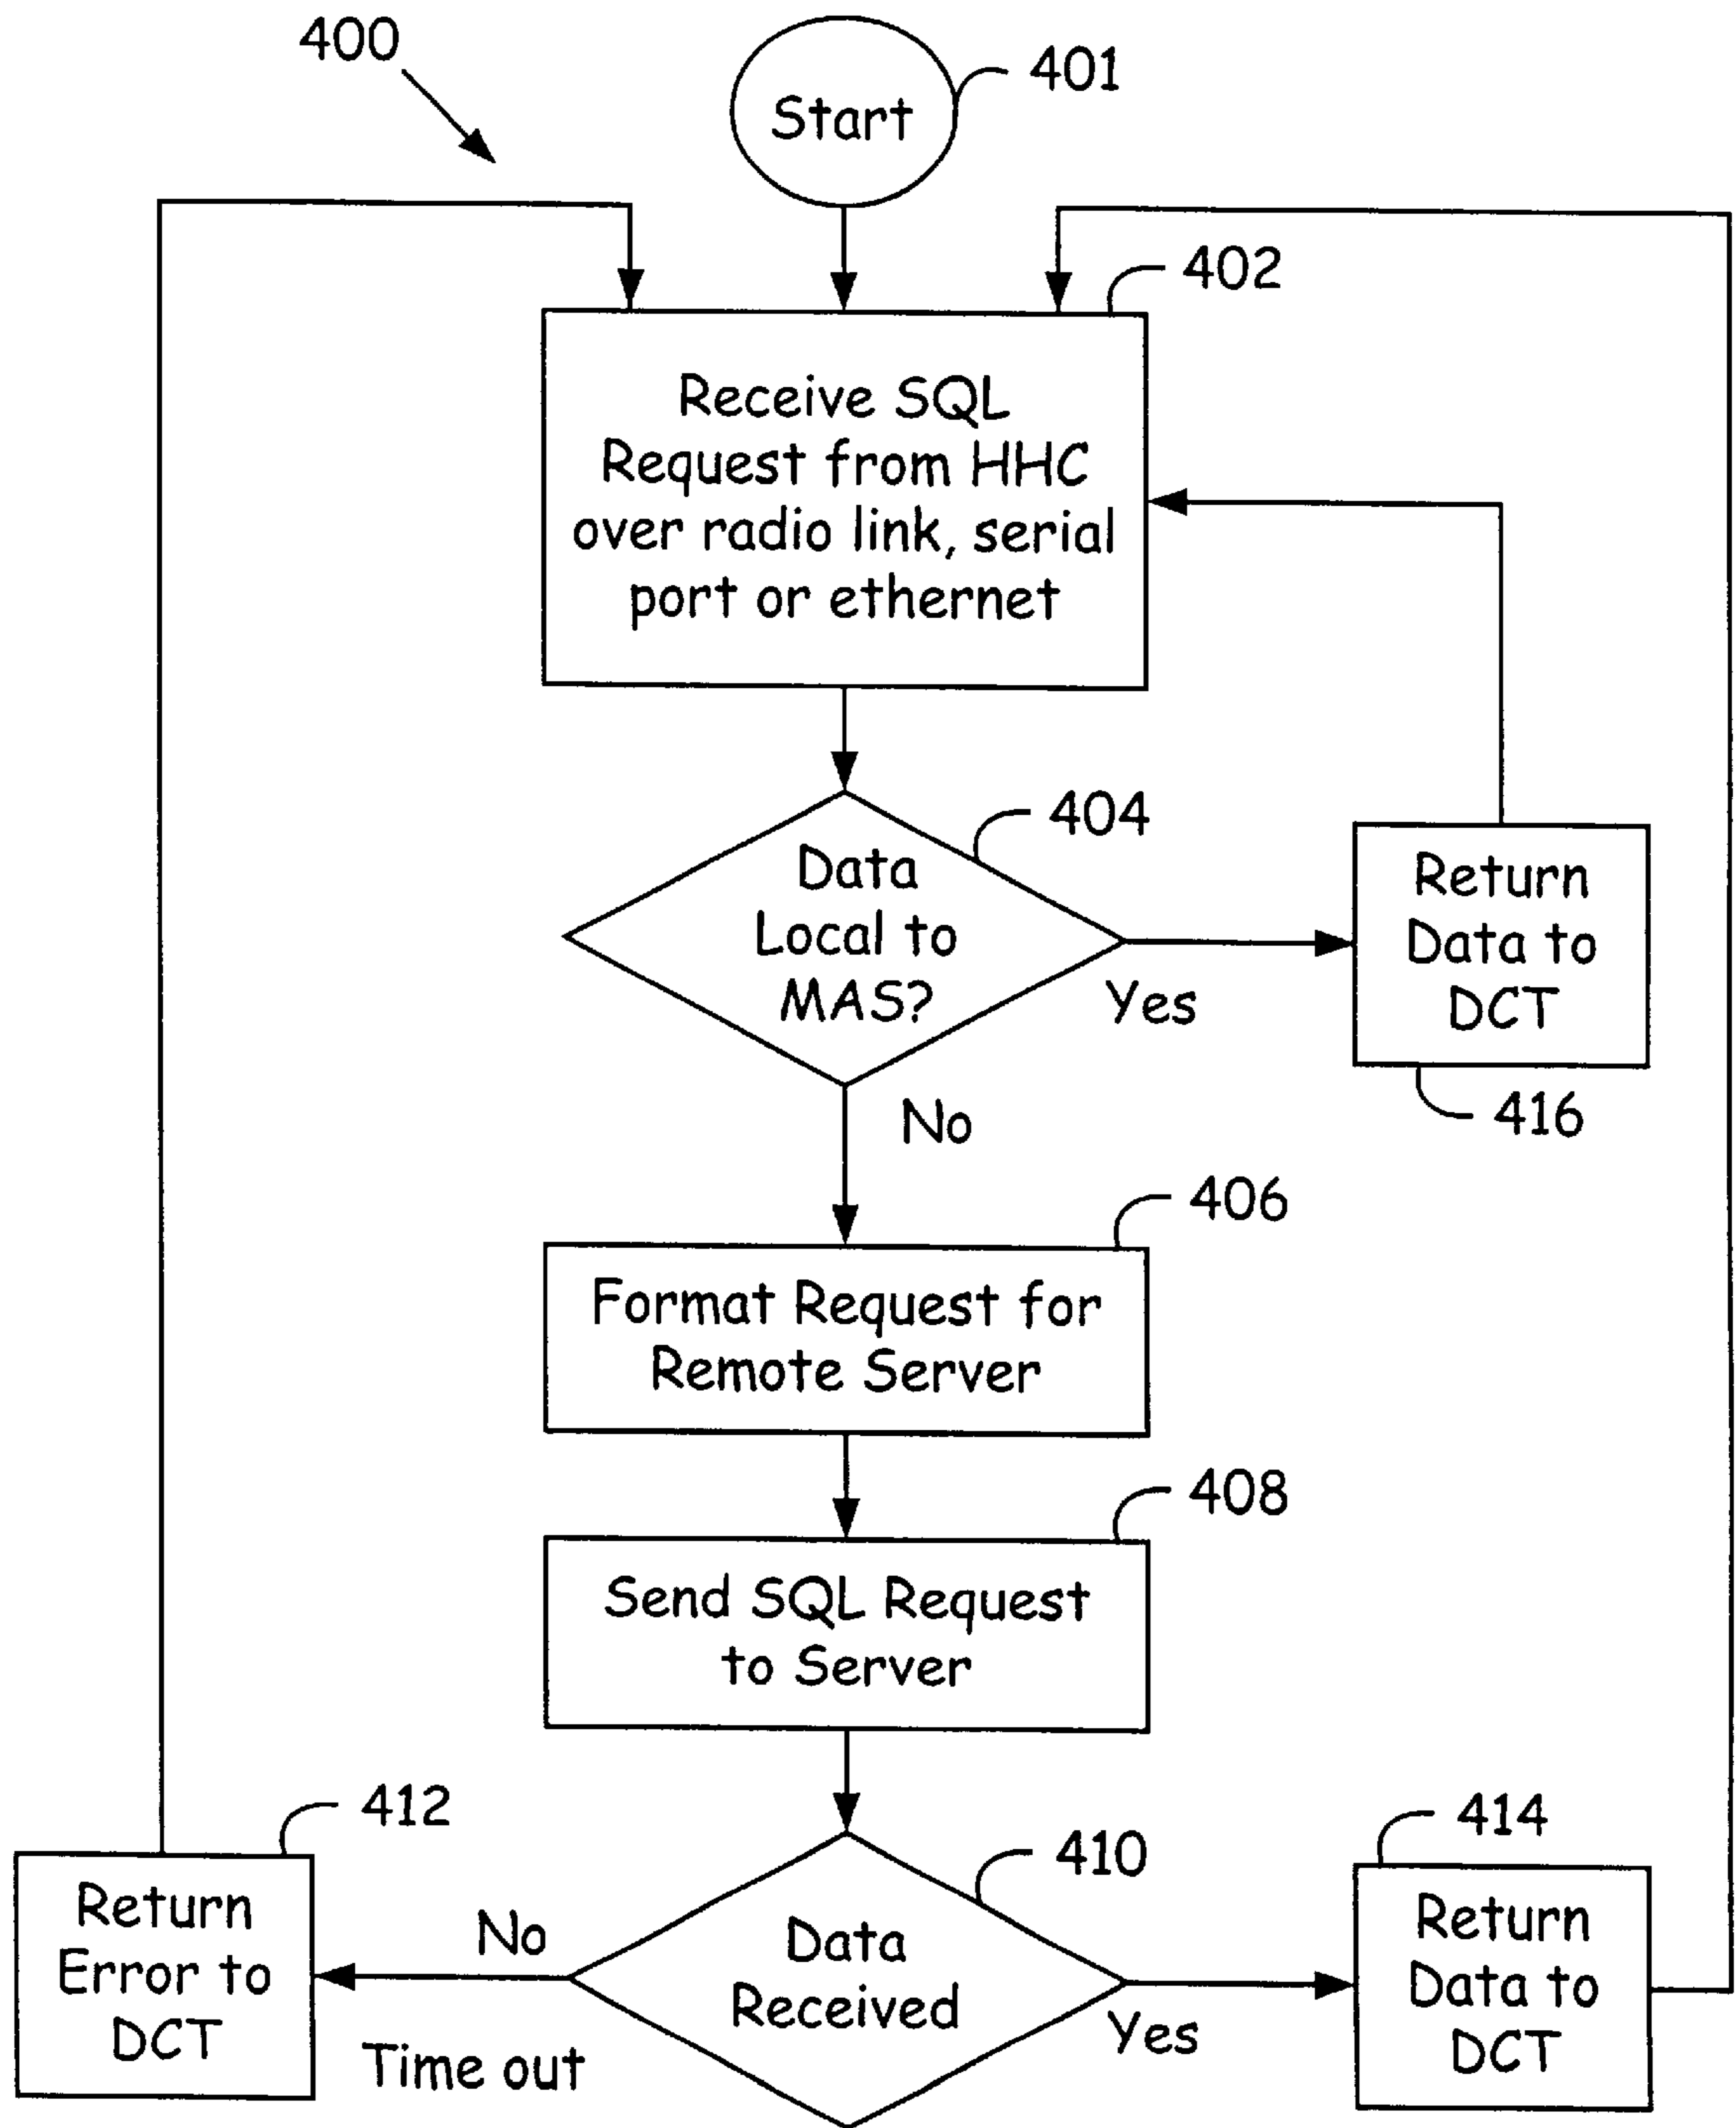 400
Start
401
402
Receive SQL
Request from HHC
over radio link, serial
port or ethernet
404
Data
Local to
MAS?
Yes
Return
Data to
DCT
416
No
406
Format Request for
Remote Server
408
Send SQL Request
to Server
412
Return
Error to
DCT
No
Time out
410
Data
Received
Yes
414
Return
Data to
DCT